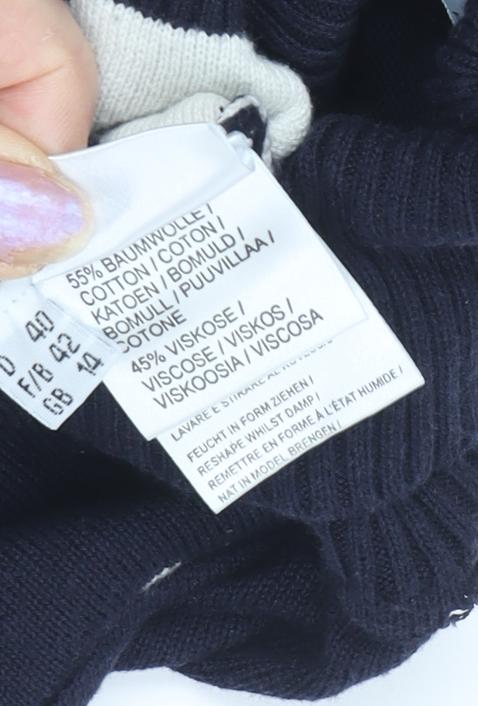 55% BAUMWOLLE /
COTTON / COTON /
KATOEN / BOMULD /
BOMULL / PUUVILLAA /
COTONE
45% VISKOSE /
VISCOSE / VISKOS /
VISKOOSIA / VISCOSA
D 40
F/B 42
GB 14
LAVARE E STIRARE AL ROVESCIO
FEUCHT IN FORM ZIEHEN /
RESHAPE WHILST DAMP /
REMETTRE EN FORME À L'ÉTAT HUMIDE /
NAT IN MODEL BRENGEN /